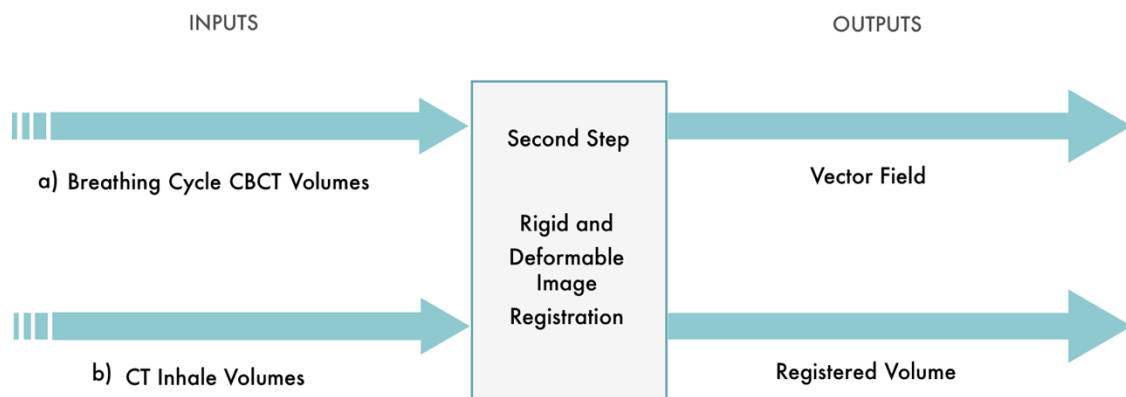 INPUTS
OUTPUTS
a) Breathing Cycle CBCT Volumes
Second Step
Vector Field
Rigid and
Deformable
Image
Registration
b) CT Inhale Volumes
Registered Volume